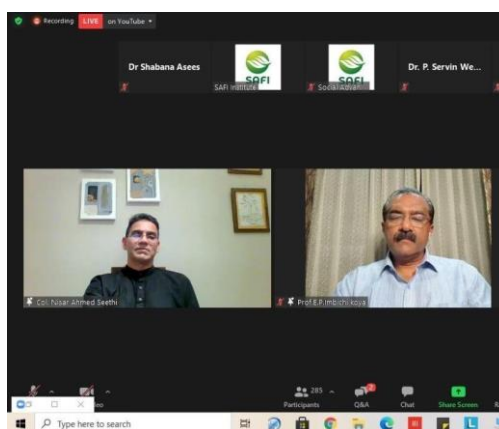 Recording LIVE on YouTube
Dr Shabana Asees
SAFI
SAFI Institute
SAFI
Social Advan
Dr. P. Servin We...
Col. Nisar Ahmed Seethi
Prof.E.P.Imbichi koya
285
2
Participants
Q&A
Chat
Share Screen
Type here to search